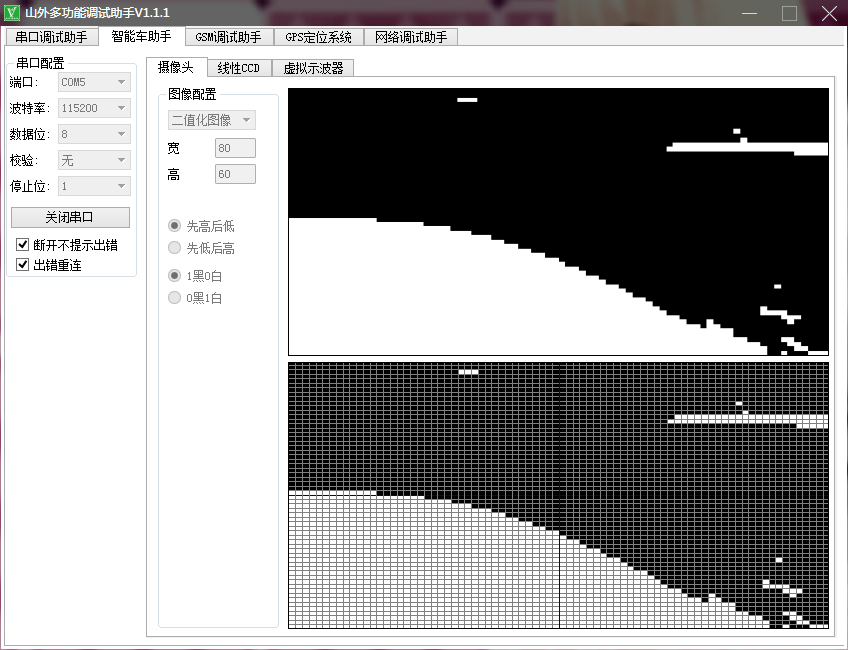 山外多功能调试助手V1.1.1
串口调试助手 智能车助手 GSM调试助手 GPS定位系统 网络调试助手
串口配置
端口: COM5
波特率: 115200
数据位: 8
校验: 无
停止位: 1
关闭串口
断开不提示出错
出错重连
摄像头 线性CCD 虚拟示波器
图像配置
二值化图像
宽 80
高 60
先高后低
先低后高
1黑0白
0黑1白